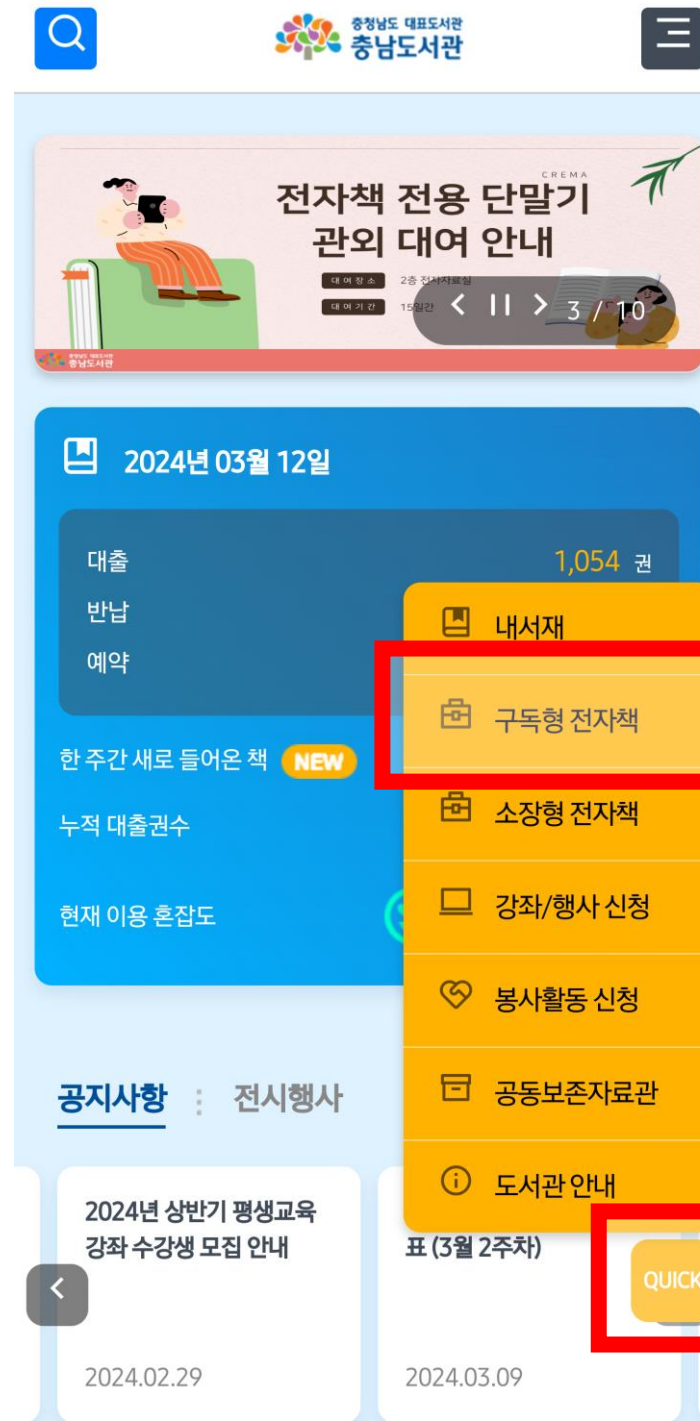 충청남도 대표도서관
충남도서관
CREMA
전자책 전용 단말기
관외 대여 안내
대여장소 2층 전자자료실
대여기간 15일간
3 / 10
충청남도 대표도서관
충남도서관
2024년 03월 12일
대출 1,054 권
반납
예약
한 주간 새로 들어온 책 NEW
누적 대출권수
현재 이용 혼잡도
내서재
구독형 전자책
소장형 전자책
강좌/행사 신청
봉사활동 신청
공동보존자료관
도서관 안내
QUICK
공지사항 전시행사
2024년 상반기 평생교육
강좌 수강생 모집 안내
2024.02.29
표 (3월 2주차)
2024.03.09